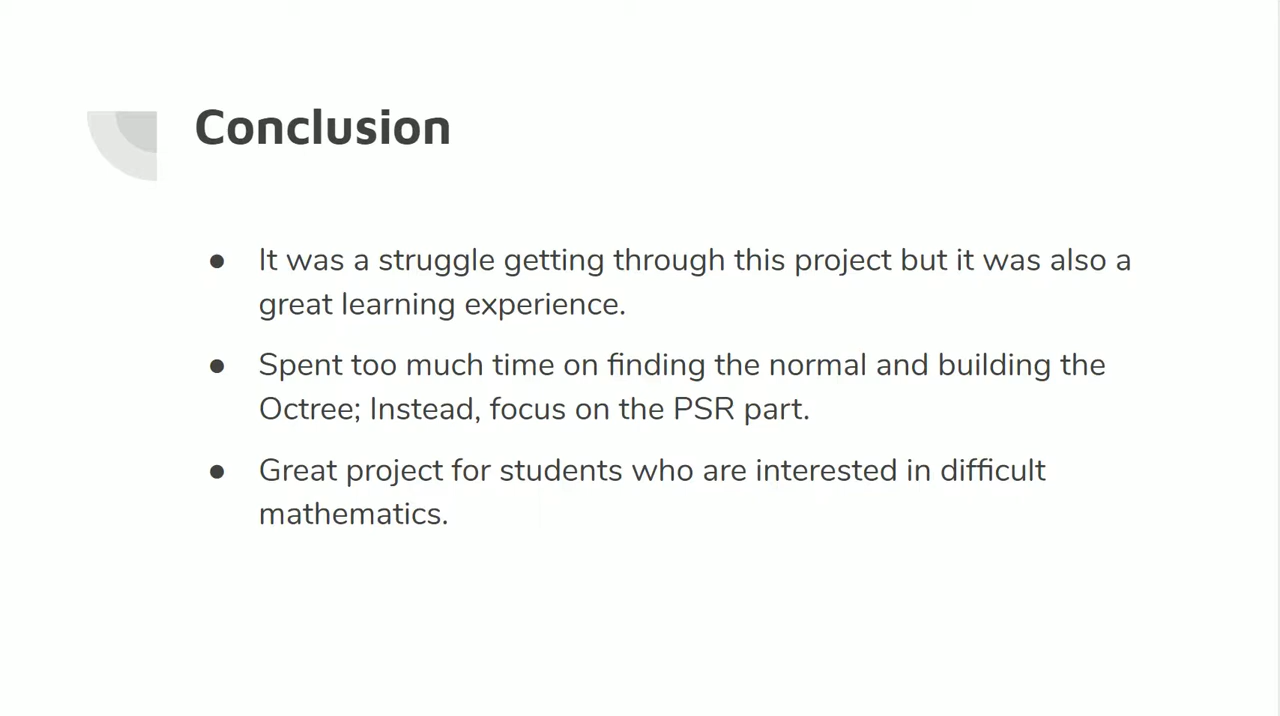 Conclusion
● It was a struggle getting through this project but it was also a
great learning experience.
● Spent too much time on finding the normal and building the
Octree; Instead, focus on the PSR part.
● Great project for students who are interested in difficult
mathematics.